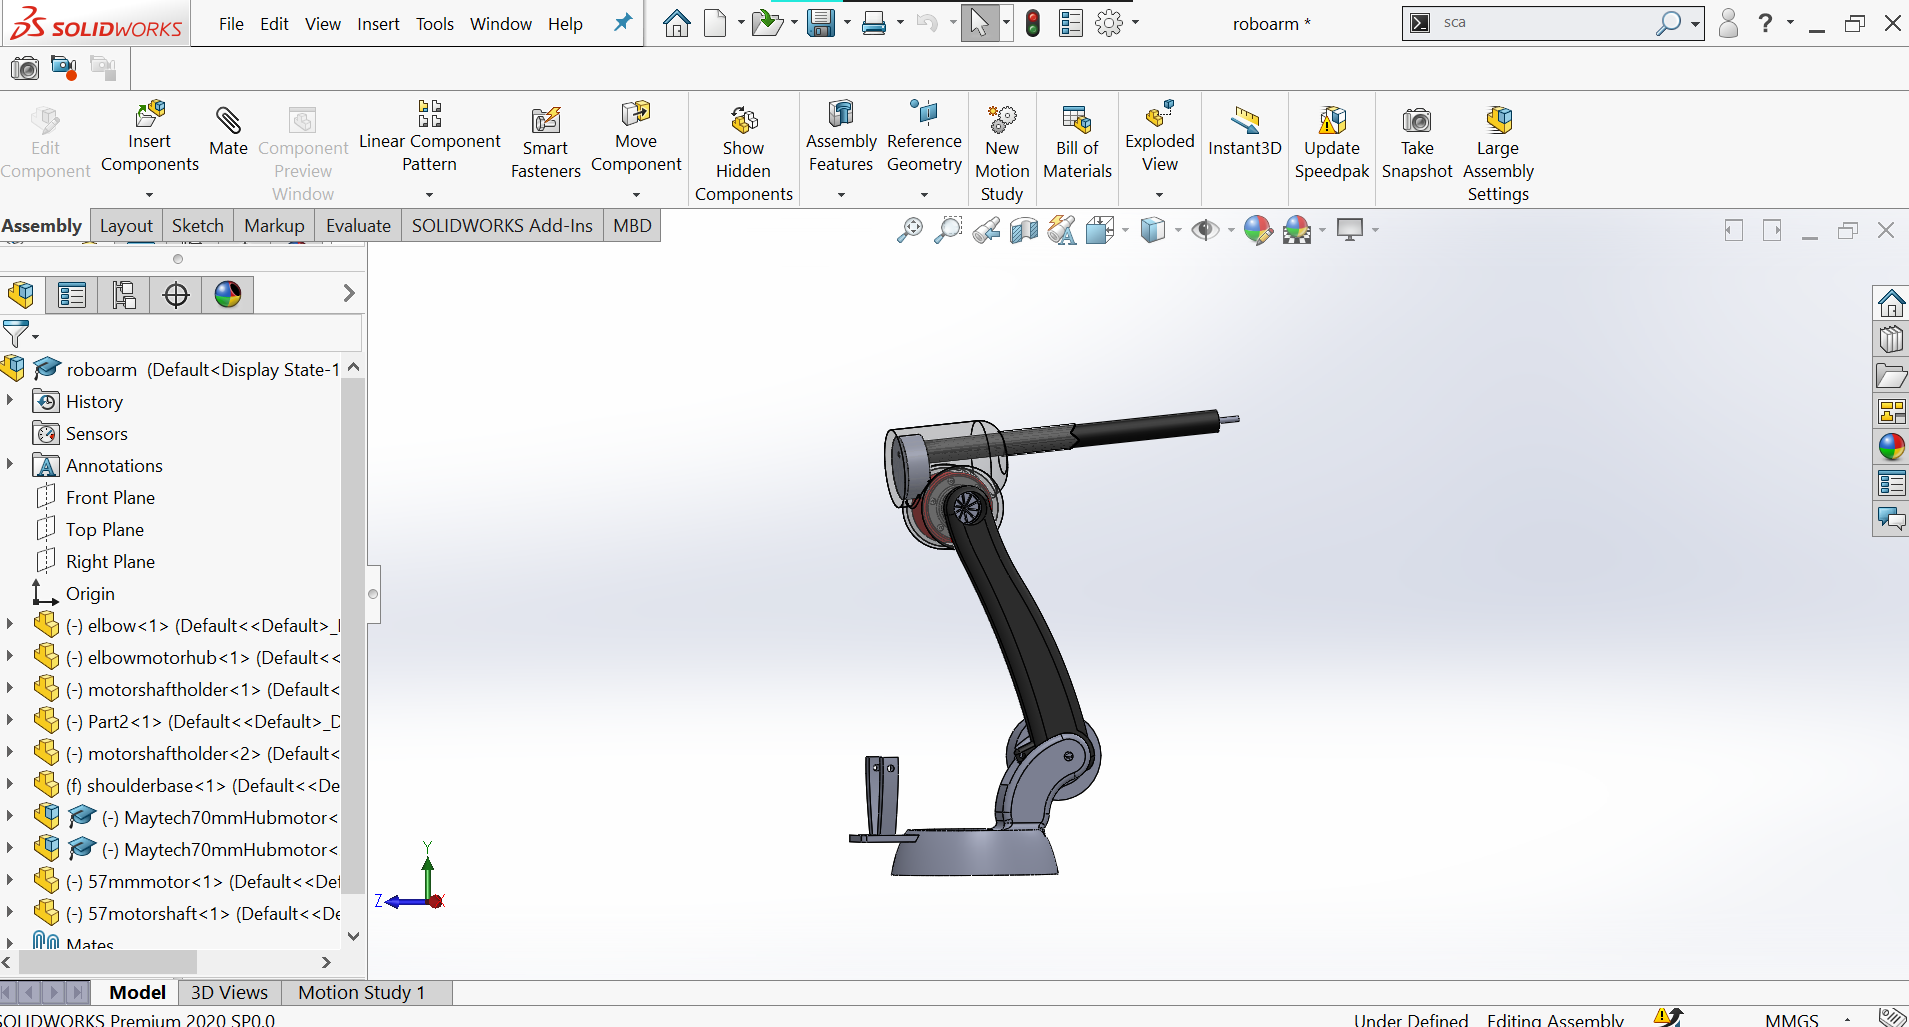 SOLIDWORKS File Edit View Insert Tools Window Help roboarm * sca ?
Edit Component
Insert Components
Mate
Component Preview Window
Linear Component Pattern
Smart Fasteners
Move Component
Show Hidden Components
Assembly Features
Reference Geometry
New Motion Study
Bill of Materials
Exploded View
Instant3D
Update Speedpak
Take Snapshot
Large Assembly Settings
Assembly Layout Sketch Markup Evaluate SOLIDWORKS Add-Ins MBD
roboarm (Default<Display State-1
History
Sensors
Annotations
Front Plane
Top Plane
Right Plane
Origin
(-) elbow<1> (Default<<Default>_
(-) elbowmotorhub<1> (Default<<
(-) motorshaftholder<1> (Default<
(-) Part2<1> (Default<<Default>_D
(-) motorshaftholder<2> (Default<
(f) shoulderbase<1> (Default<<De
(-) Maytech70mmHubmotor<
(-) Maytech70mmHubmotor<
(-) 57mmmotor<1> (Default<<Def
(-) 57motorshaft<1> (Default<<De
Mates
Y
Z
X
Model 3D Views Motion Study 1
SOLIDWORKS Premium 2020 SP0.0 Under Defined Editing Assembly MMGS